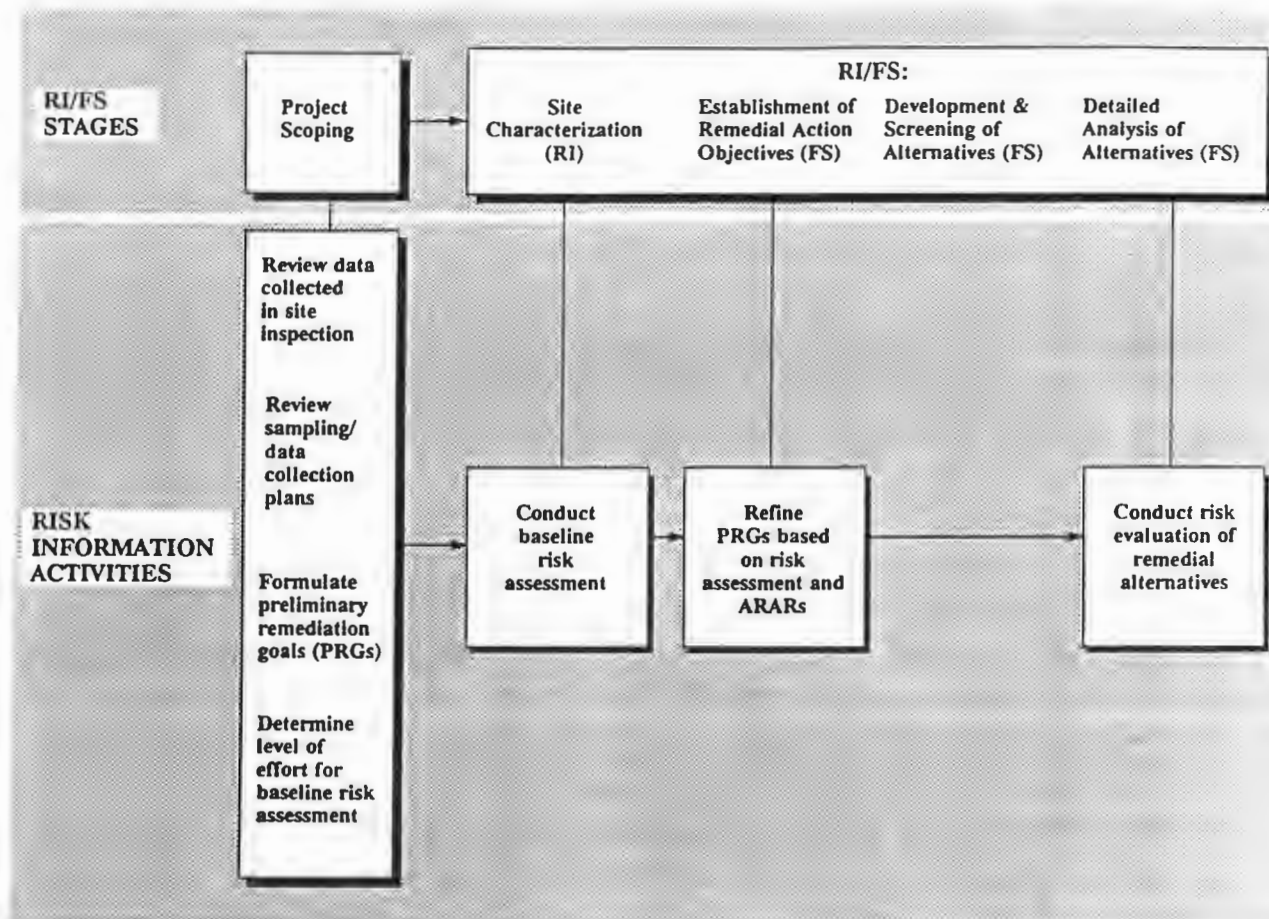 RI/FS
STAGES
Project
Scoping
RI/FS:
Site
Characterization
(RI)
Establishment of
Remedial Action
Objectives (FS)
Development &
Screening of
Alternatives (FS)
Detailed
Analysis of
Alternatives (FS)
RISK
INFORMATION
ACTIVITIES
Review data
collected
in site
inspection
Review
sampling/
data
collection
plans
Formulate
preliminary
remediation
goals (PRGs)
Determine
level of
effort for
baseline risk
assessment
Conduct
baseline
risk
assessment
Refine
PRGs based
on risk
assessment and
ARARs
Conduct risk
evaluation of
remedial
alternatives